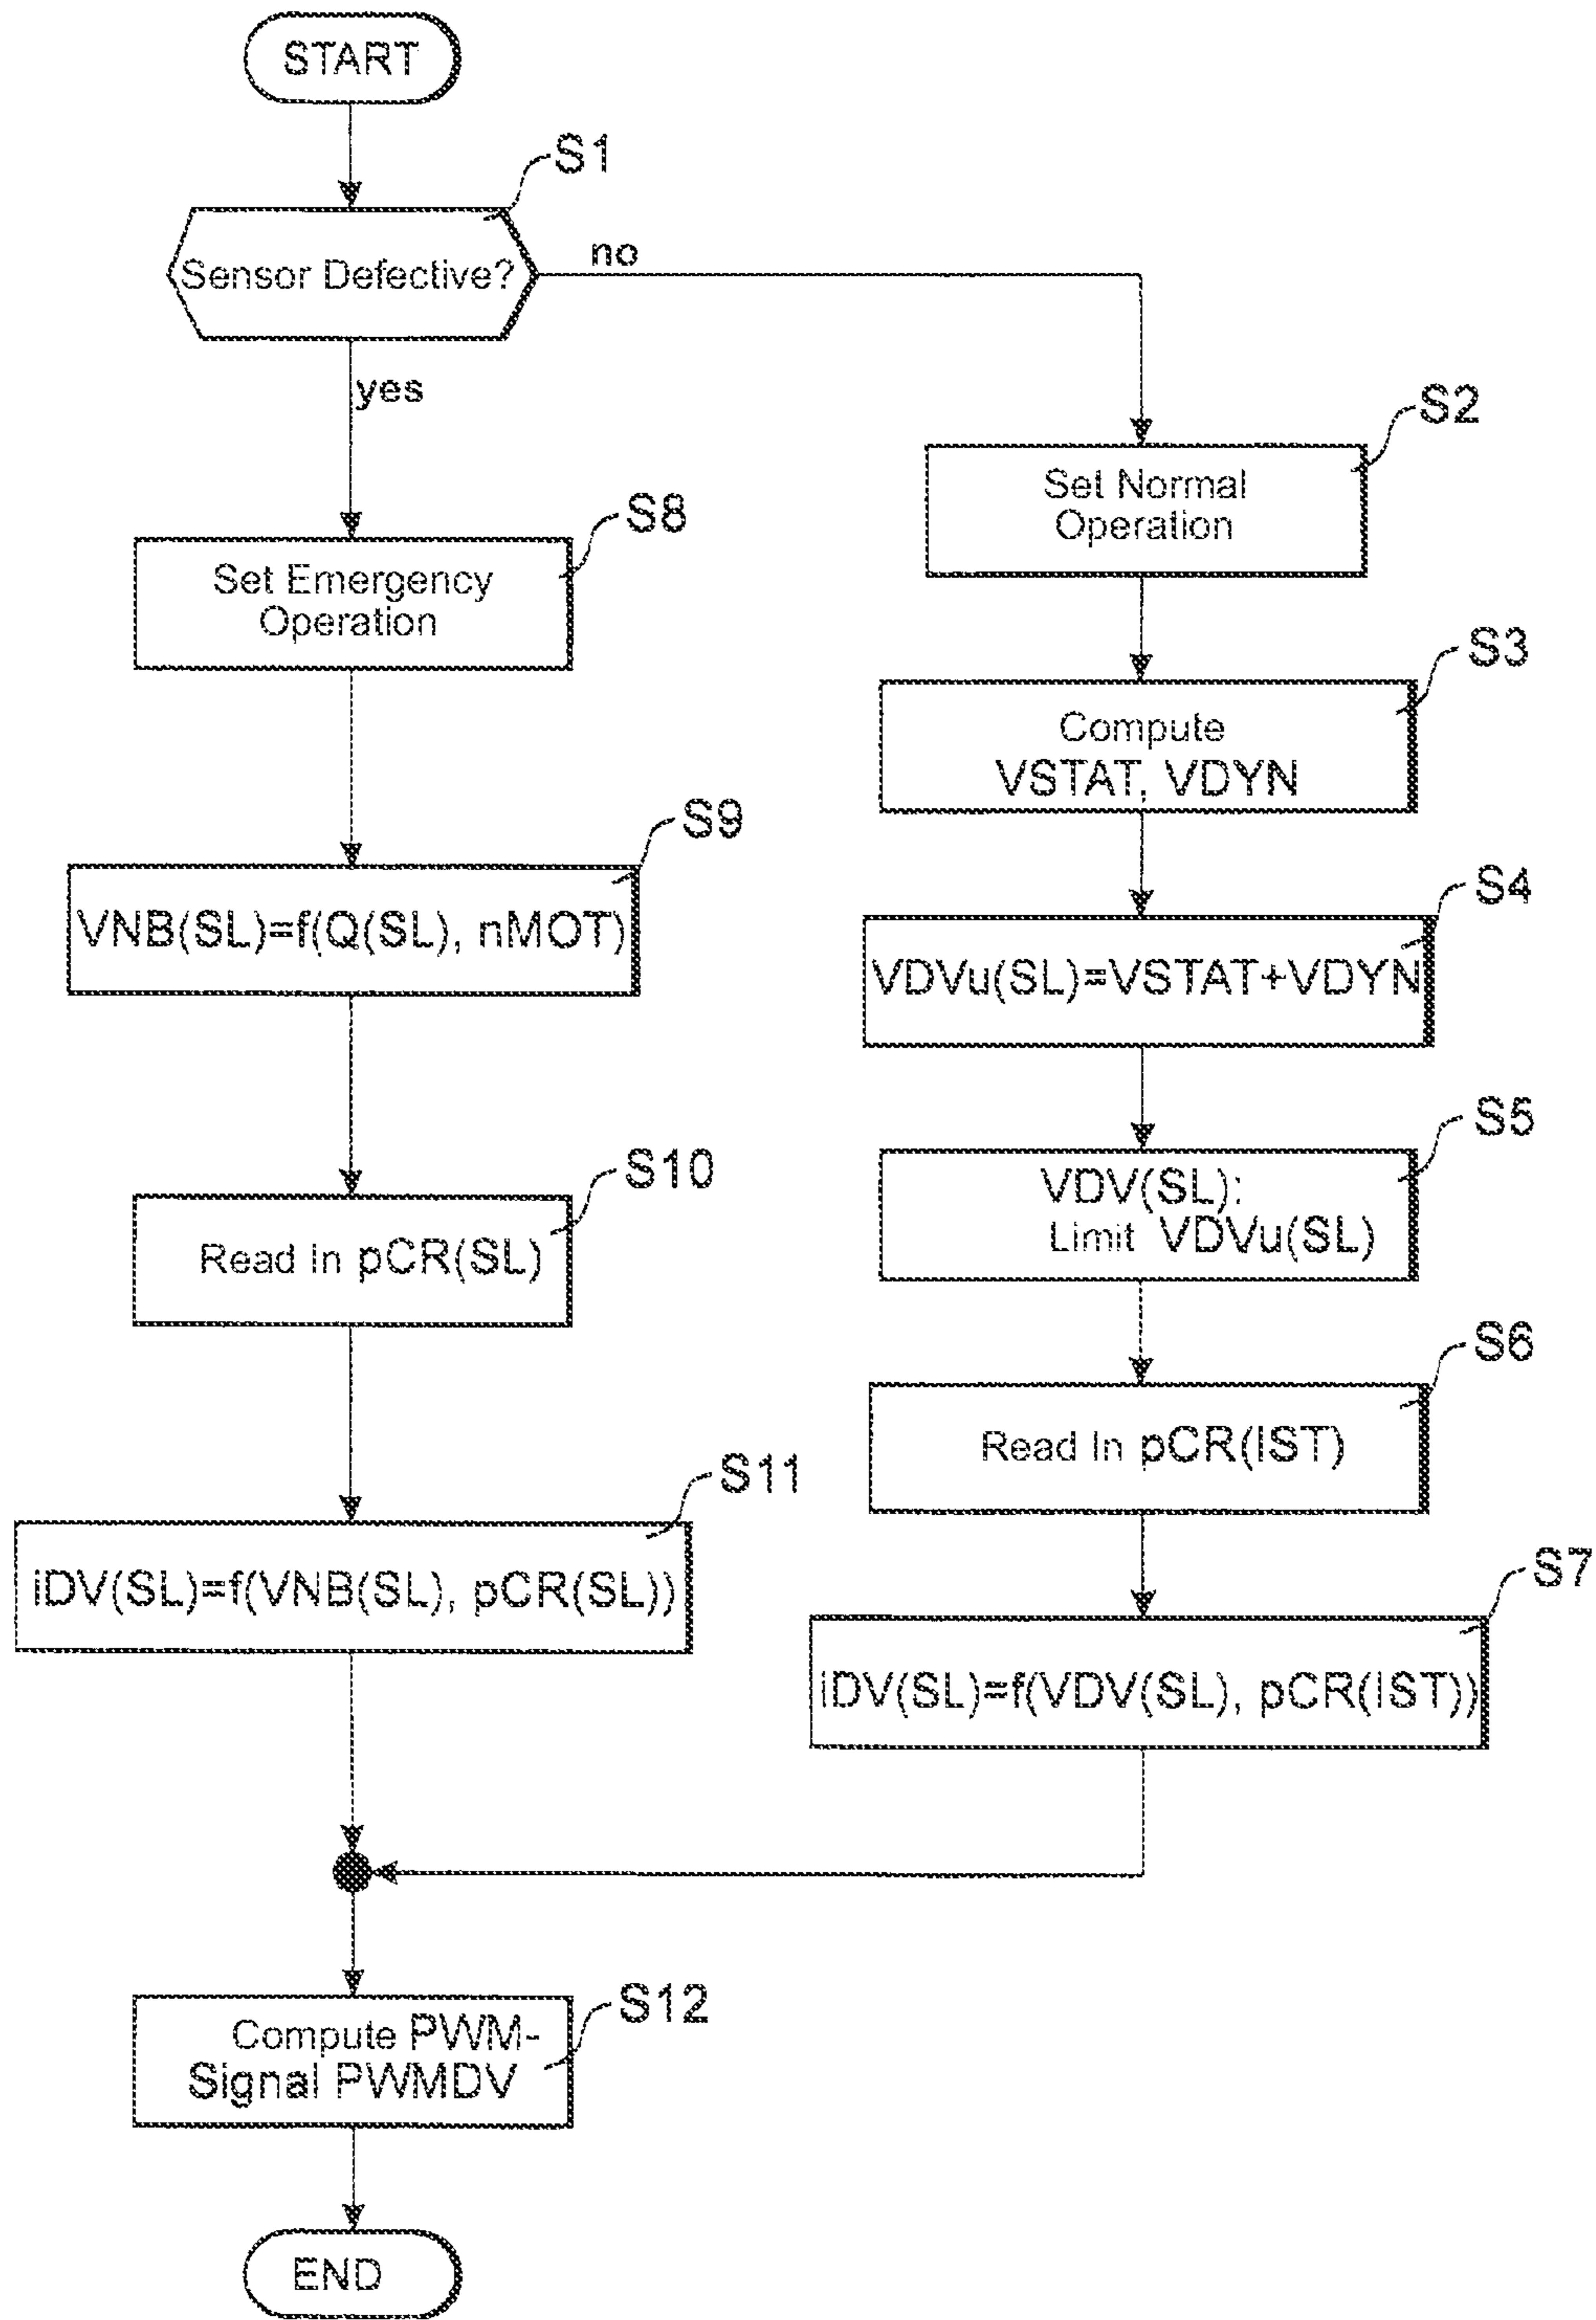 START
S1
Sensor Defective?
no
yes
S2
Set Normal
Operation
S8
Set Emergency
Operation
S3
Compute
VSTAT, VDYN
S9
VNB(SL)=f(Q(SL), nMOT)
S4
VDVu(SL)=VSTAT+VDYN
S5
VDV(SL):
Limit VDVu(SL)
S10
Read In pCR(SL)
S6
Read In pCR(IST)
S11
iDV(SL)=f(VNB(SL), pCR(SL))
S7
iDV(SL)=f(VDV(SL), pCR(IST))
S12
Compute PWM-
Signal PWMDV
END